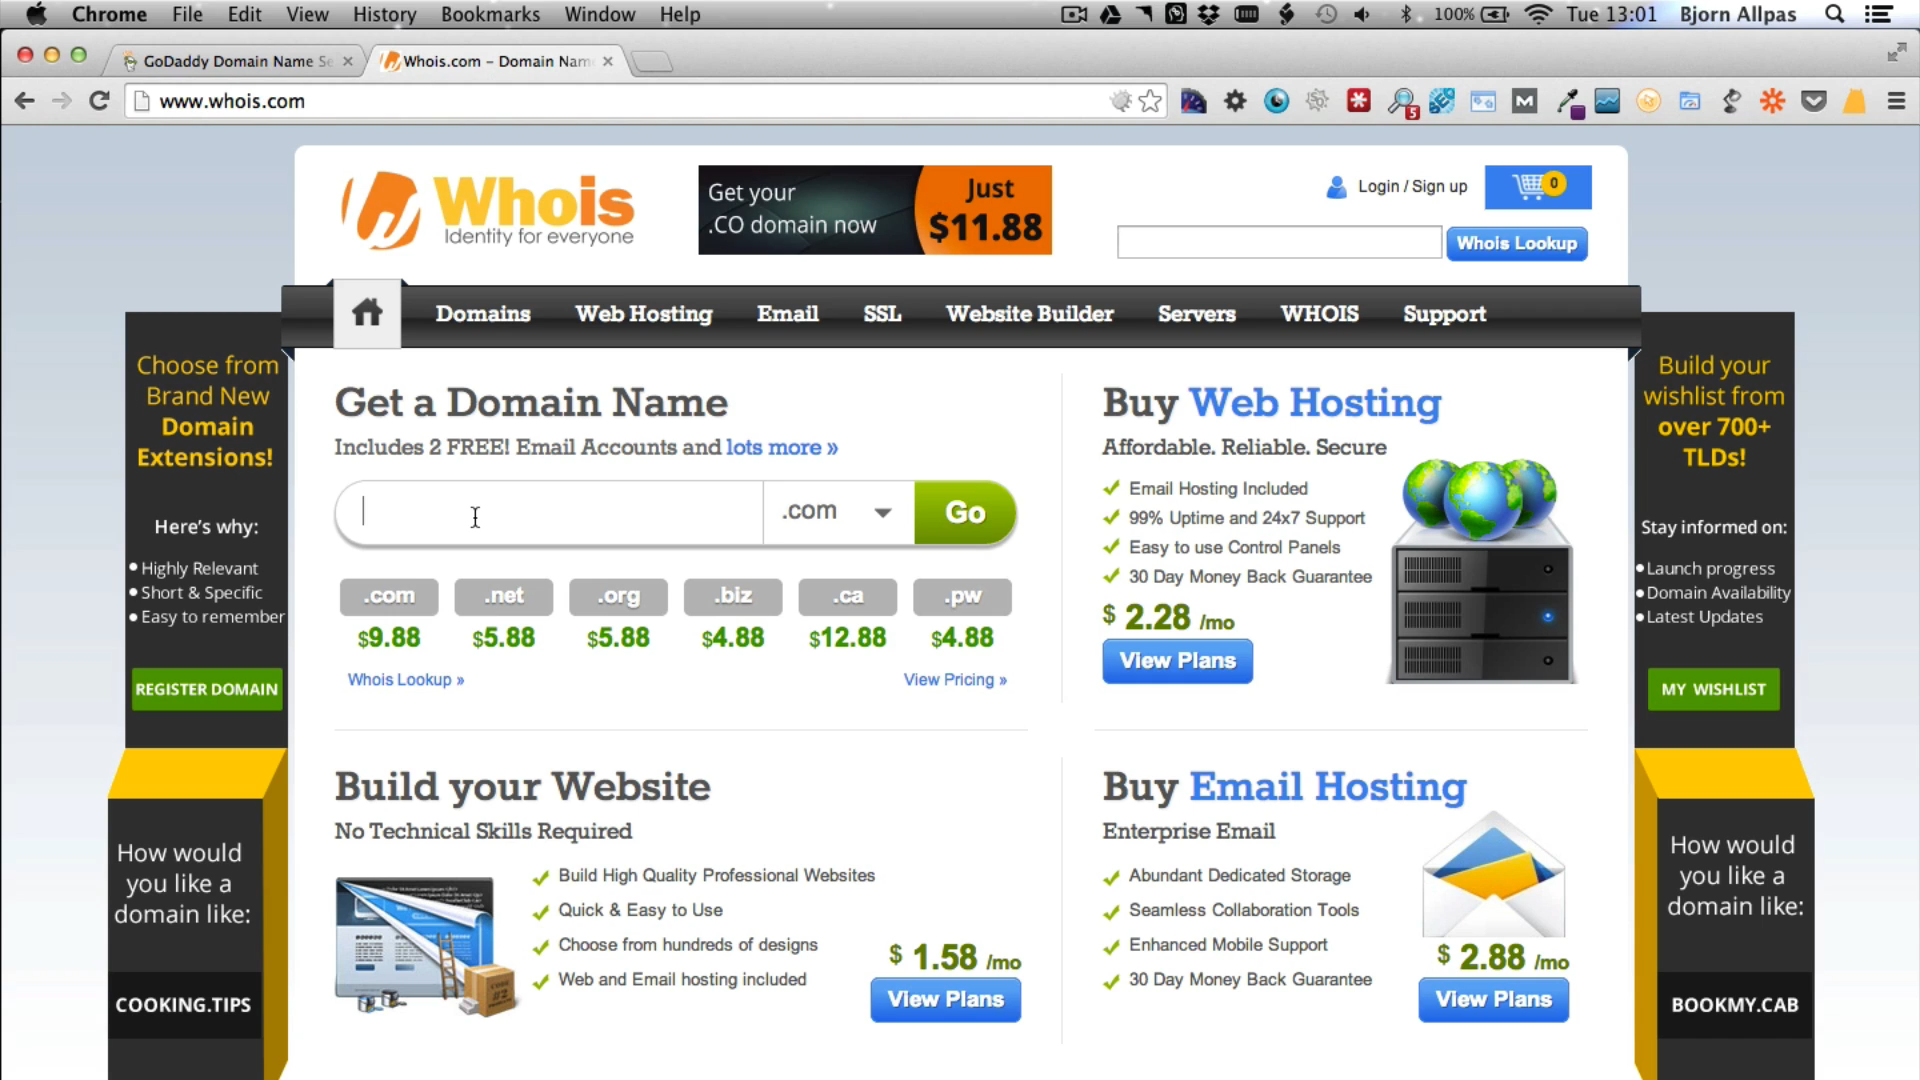 Chrome File Edit View History Bookmarks Window Help
100% Tue 13:01 Bjorn Allpas
GoDaddy Domain Name Se
Whois.com – Domain Nam
www.whois.com
5
Whois
Identity for everyone
Get your
.CO domain now
Just
$11.88
Login / Sign up
0
Whois Lookup
Domains Web Hosting Email SSL Website Builder Servers WHOIS Support
Choose from
Brand New
Domain
Extensions!
Here's why:
Highly Relevant
Short & Specific
Easy to remember
REGISTER DOMAIN
How would
you like a
domain like:
COOKING.TIPS
Get a Domain Name
Includes 2 FREE! Email Accounts and lots more »
.com
Go
.com .net .org .biz .ca .pw
$9.88 $5.88 $5.88 $4.88 $12.88 $4.88
Whois Lookup » View Pricing »
Buy Web Hosting
Affordable. Reliable. Secure
Email Hosting Included
99% Uptime and 24x7 Support
Easy to use Control Panels
30 Day Money Back Guarantee
$ 2.28 /mo
View Plans
Build your Website
No Technical Skills Required
Build High Quality Professional Websites
Quick & Easy to Use
Choose from hundreds of designs
Web and Email hosting included
$ 1.58 /mo
View Plans
Buy Email Hosting
Enterprise Email
Abundant Dedicated Storage
Seamless Collaboration Tools
Enhanced Mobile Support
30 Day Money Back Guarantee
$ 2.88 /mo
View Plans
Build your
wishlist from
over 700+
TLDs!
Stay informed on:
Launch progress
Domain Availability
Latest Updates
MY WISHLIST
How would
you like a
domain like:
BOOKMY.CAB